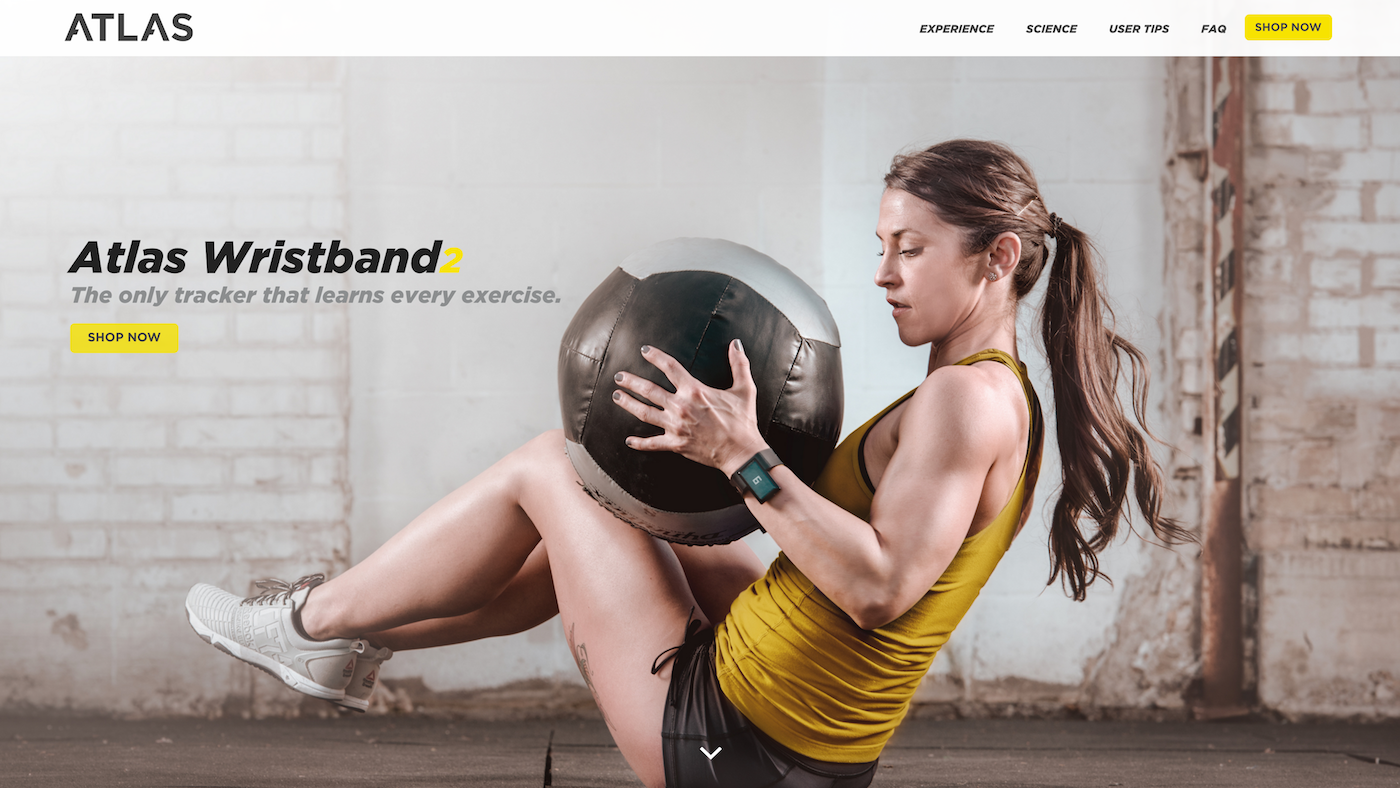 ATLAS
EXPERIENCE
SCIENCE
USER TIPS
FAQ
SHOP NOW
Atlas Wristband2
The only tracker that learns every exercise.
SHOP NOW